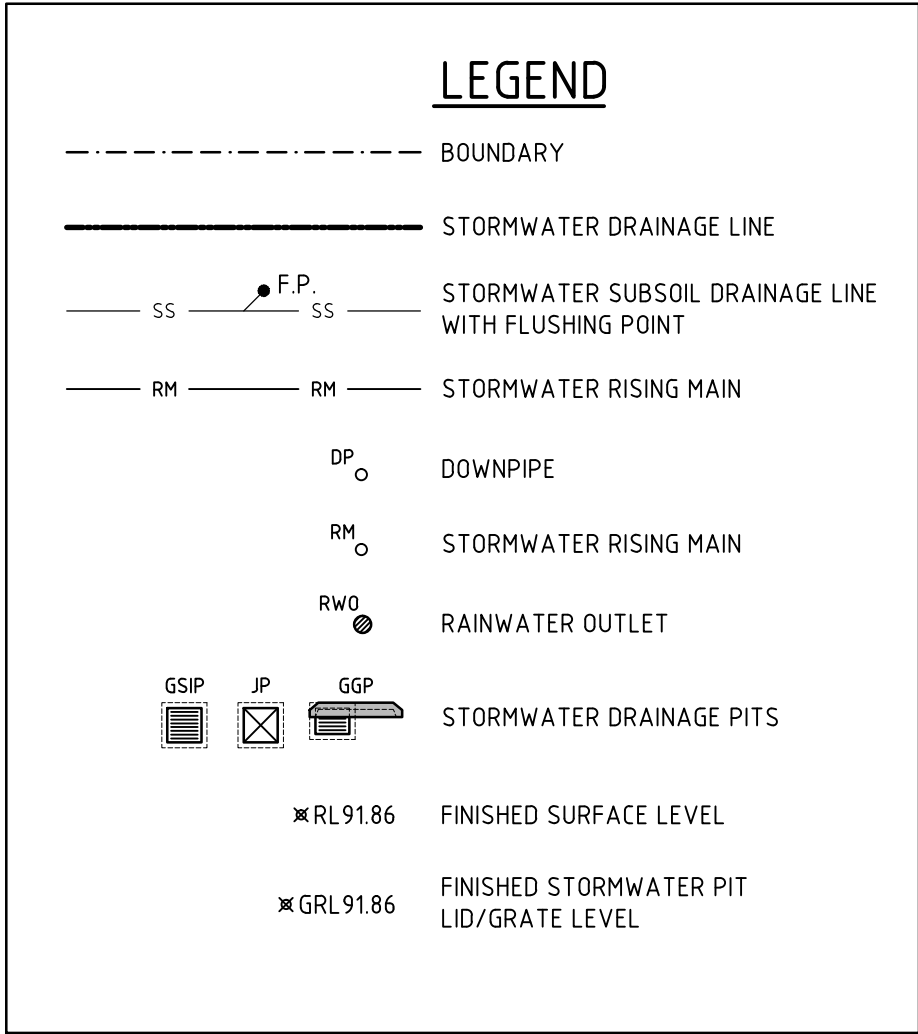 LEGEND
BOUNDARY
STORMWATER DRAINAGE LINE
F.P.
SS SS
STORMWATER SUBSOIL DRAINAGE LINE
WITH FLUSHING POINT
RM RM STORMWATER RISING MAIN
DP
DOWNPIPE
RM
STORMWATER RISING MAIN
RWO
RAINWATER OUTLET
GSIP JP GGP
STORMWATER DRAINAGE PITS
RL91.86 FINISHED SURFACE LEVEL
GRL91.86
FINISHED STORMWATER PIT
LID/GRATE LEVEL